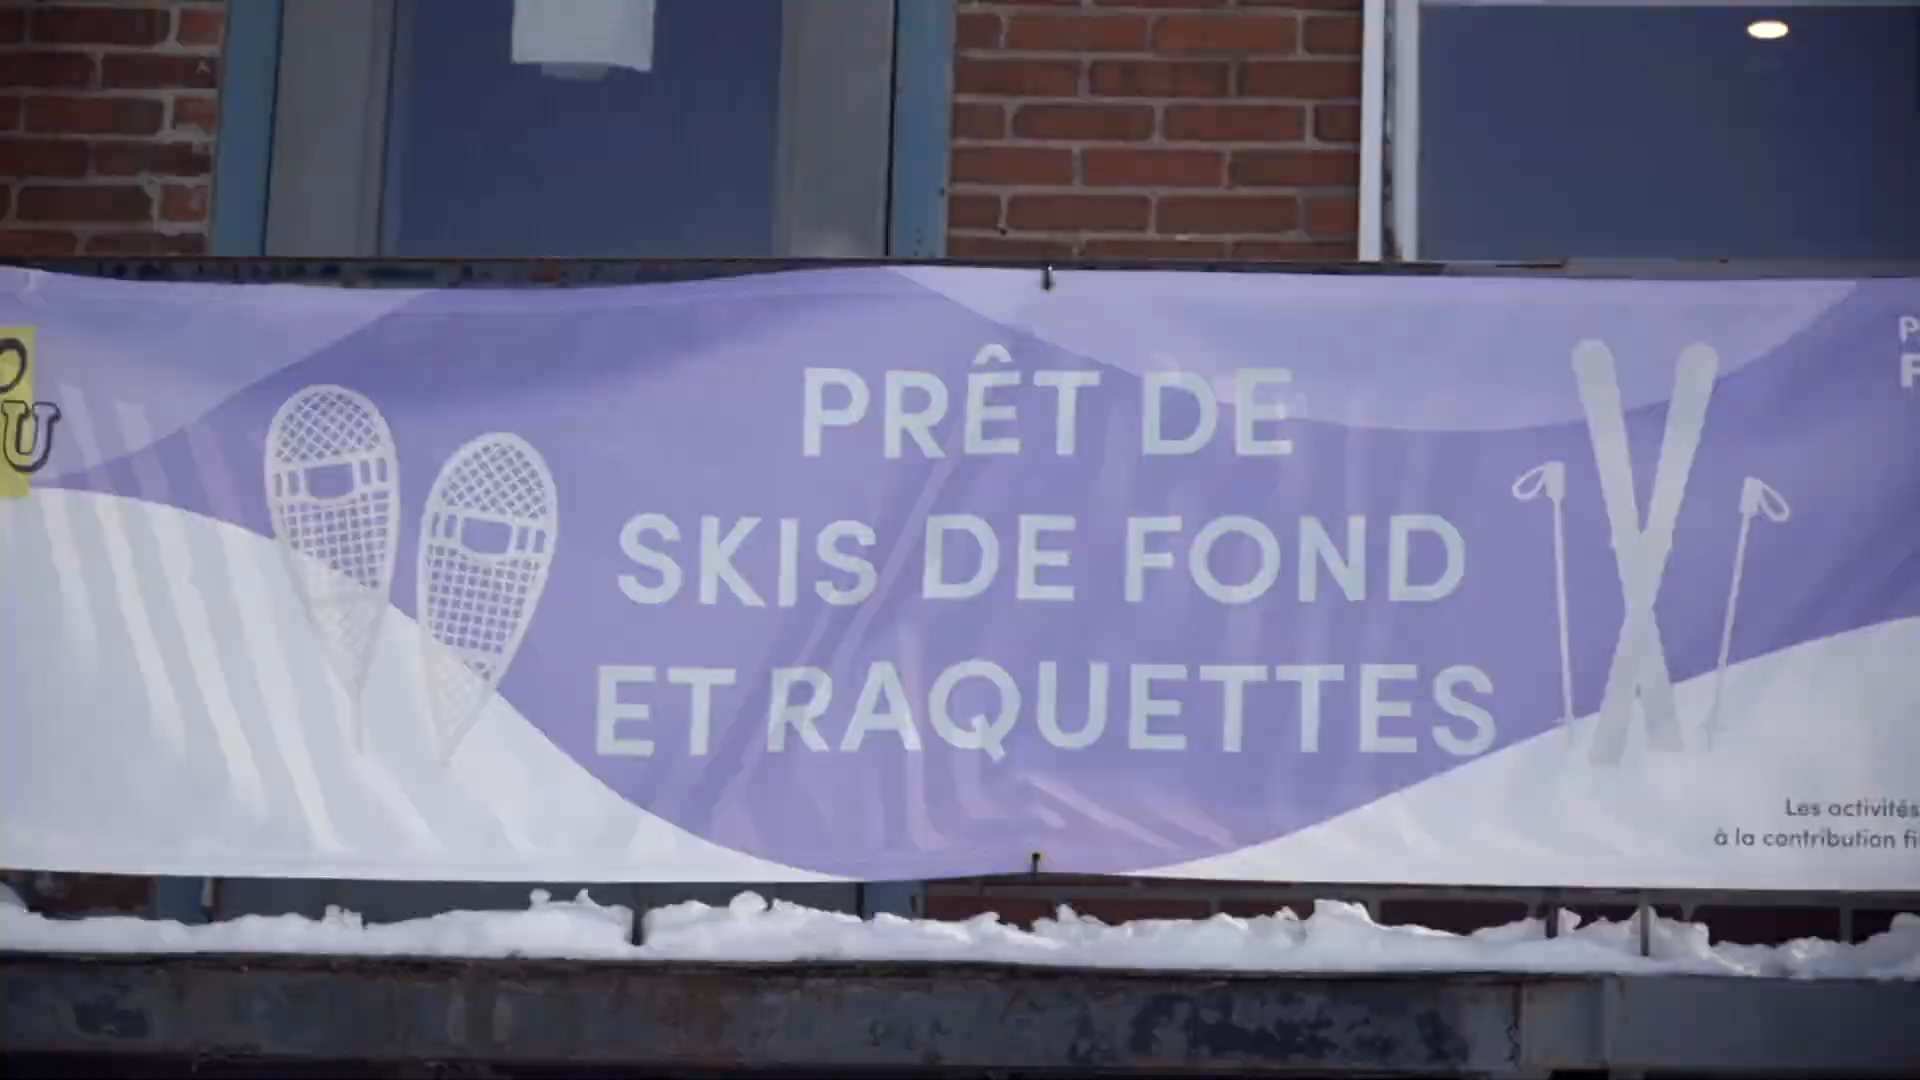 PRÊT DE
SKIS DE FOND
ET RAQUETTES
Les activités
à la contribution